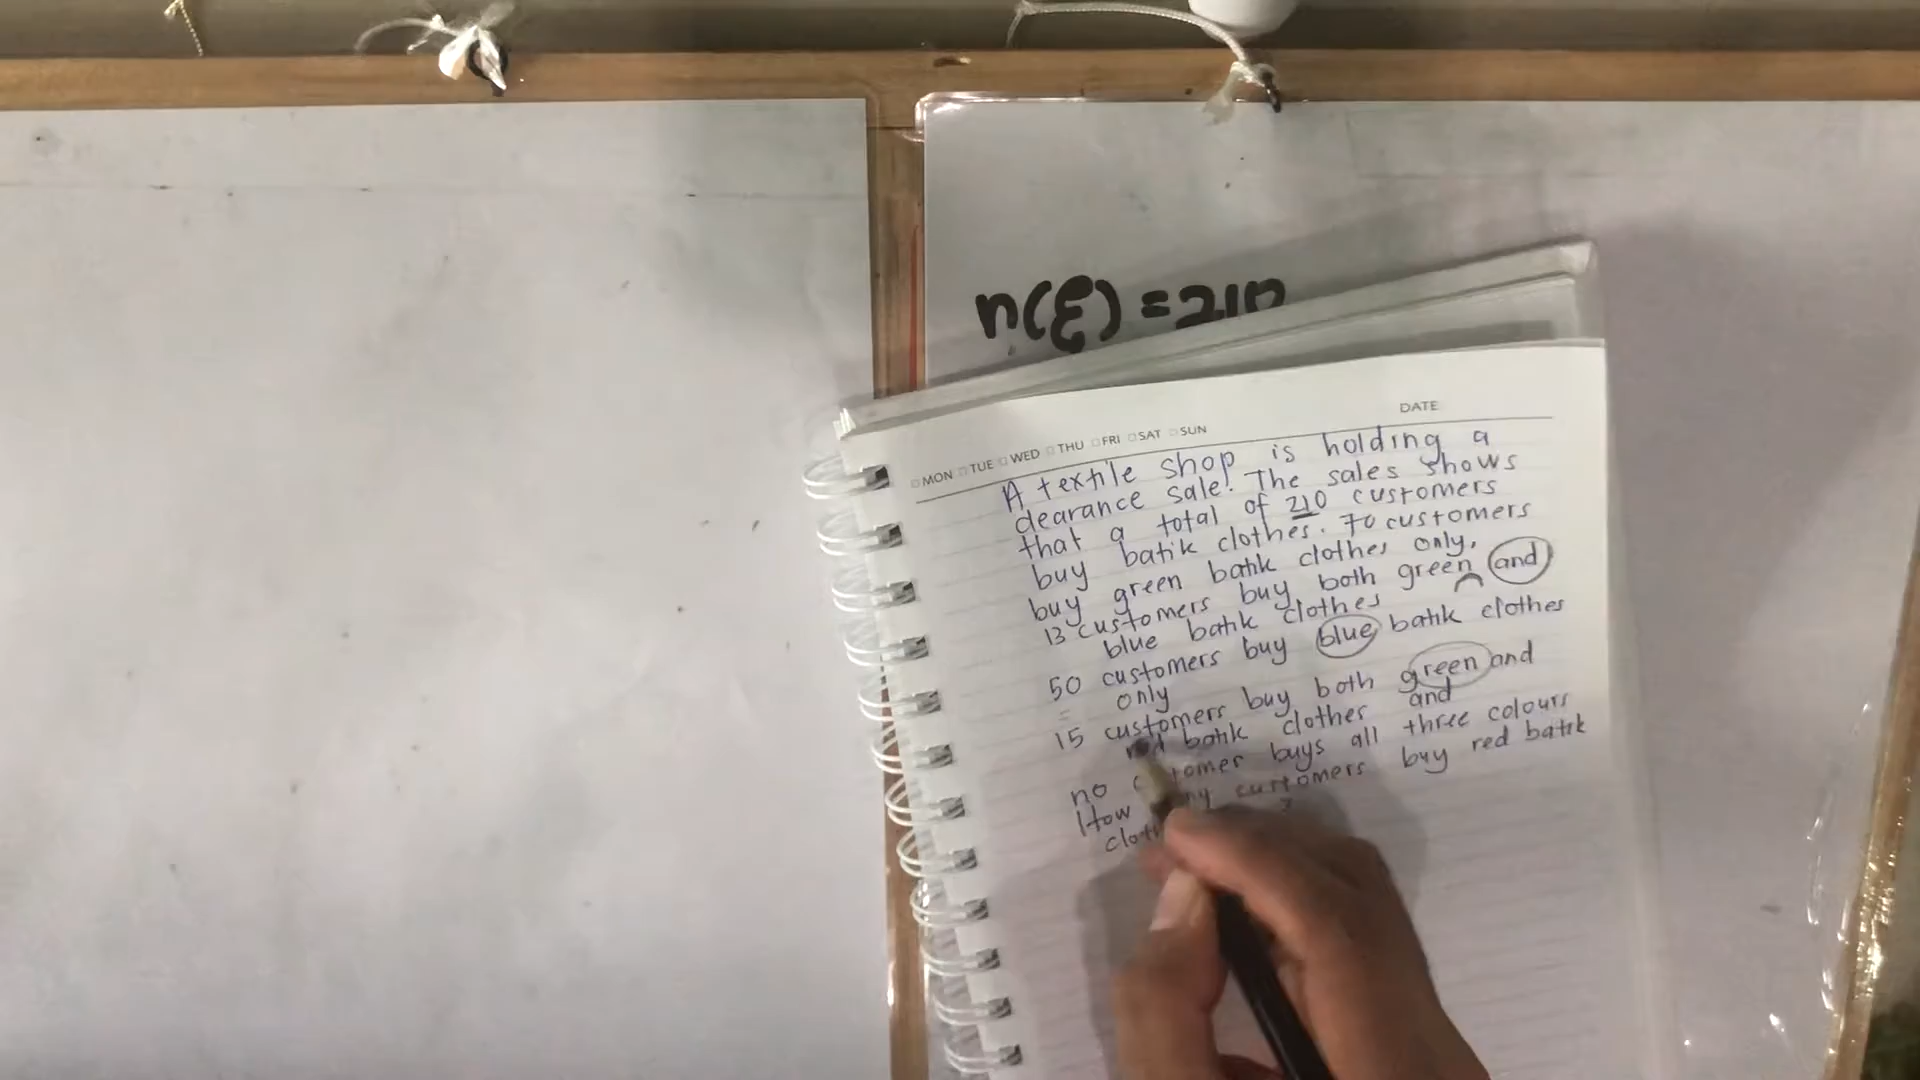 n(ξ) = 210
DATE
MON TUE WED THU FRI SAT SUN
A textile shop is holding a
clearance sale. The sales shows
that a total of 210 customers
buy batik clothes. 70 customers
buy green batik clothes only.
13 customers buy both green and
blue batik clothes
50 customers buy blue batik clothes
only
15 customers buy both green and
batik clothes and
no buys all three colours
How customers buy red batik
?